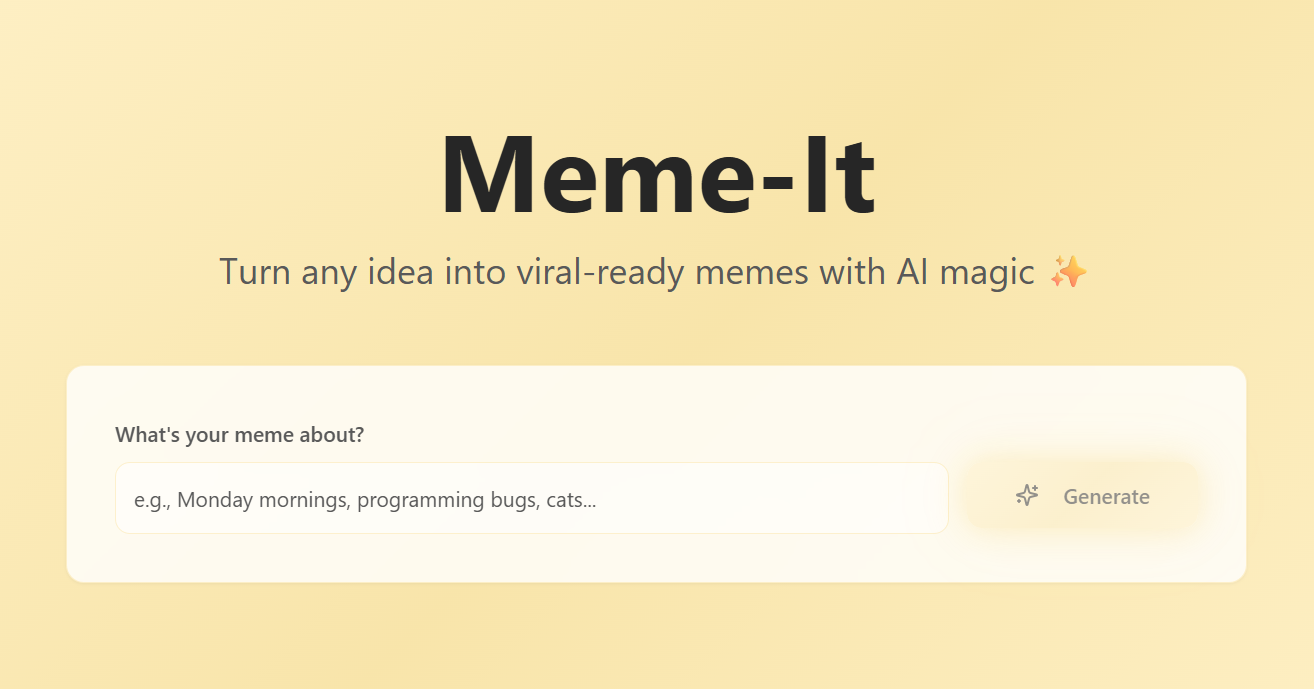 Meme-It
Turn any idea into viral-ready memes with AI magic ✨
What's your meme about?
e.g., Monday mornings, programming bugs, cats...
Generate